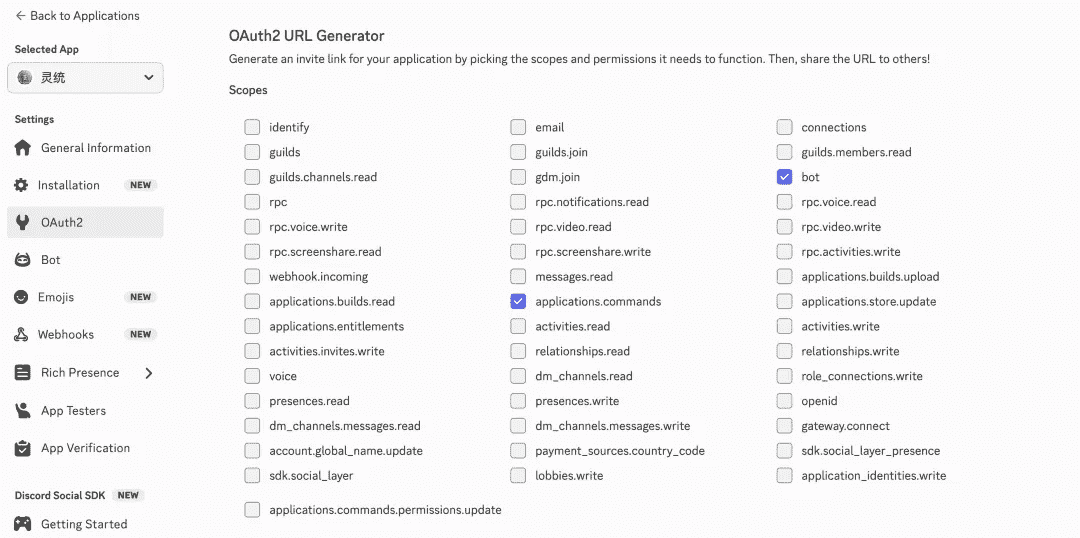 Back to Applications
Selected App
灵统
Settings
General Information
Installation NEW
OAuth2
Bot
Emojis NEW
Webhooks NEW
Rich Presence
App Testers
App Verification
Discord Social SDK NEW
Getting Started
OAuth2 URL Generator
Generate an invite link for your application by picking the scopes and permissions it needs to function. Then, share the URL to others!
Scopes
identify email connections
guilds guilds.join guilds.members.read
guilds.channels.read gdm.join bot
rpc rpc.notifications.read rpc.voice.read
rpc.voice.write rpc.video.read rpc.video.write
rpc.screenshare.read rpc.screenshare.write rpc.activities.write
webhook.incoming messages.read applications.builds.upload
applications.builds.read applications.commands applications.store.update
applications.entitlements activities.read activities.write
activities.invites.write relationships.read relationships.write
voice dm_channels.read role_connections.write
presences.read presences.write openid
dm_channels.messages.read dm_channels.messages.write gateway.connect
account.global_name.update payment_sources.country_code sdk.social_layer_presence
sdk.social_layer lobbies.write application_identities.write
applications.commands.permissions.update